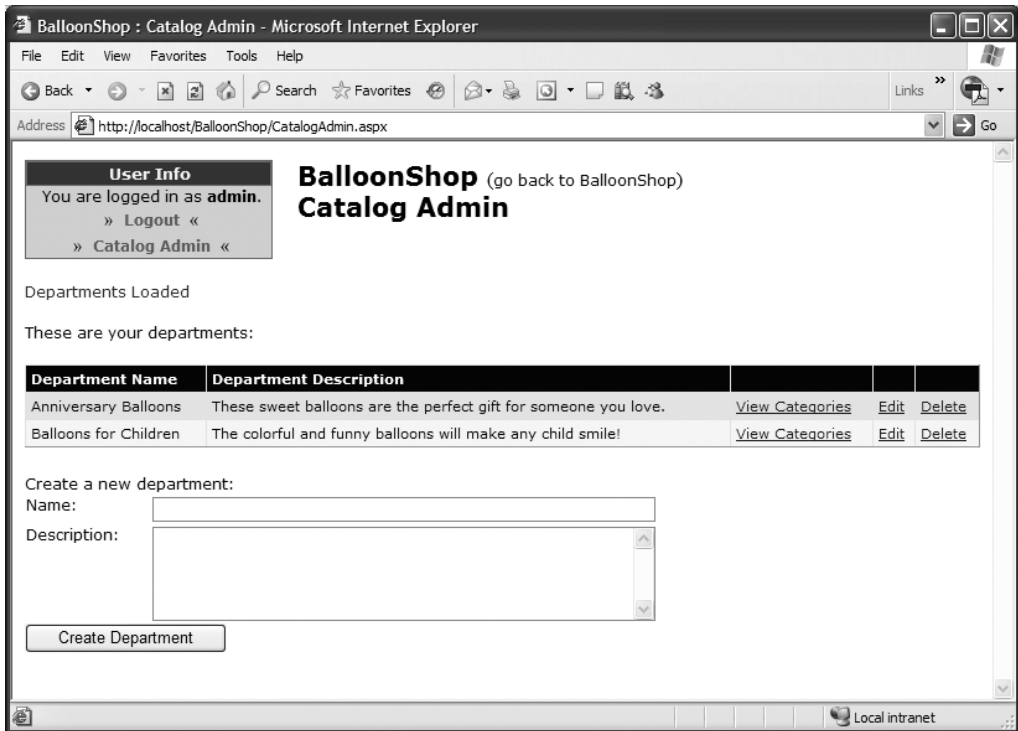 BalloonShop : Catalog Admin - Microsoft Internet Explorer
File Edit View Favorites Tools Help
Back Search Favorites Links »
Address http://localhost/BalloonShop/CatalogAdmin.aspx Go
User Info
You are logged in as admin.
» Logout «
» Catalog Admin «
BalloonShop (go back to BalloonShop)
Catalog Admin
Departments Loaded
These are your departments:
Department Name Department Description
Anniversary Balloons These sweet balloons are the perfect gift for someone you love. View Categories Edit Delete
Balloons for Children The colorful and funny balloons will make any child smile! View Categories Edit Delete
Create a new department:
Name:
Description:
Create Department
Local intranet